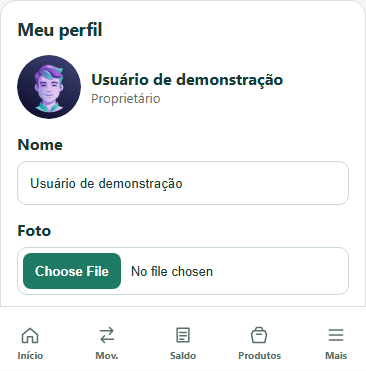 Meu perfil
Usuário de demonstração
Proprietário
Nome
Usuário de demonstração
Foto
Choose File No file chosen
Início Mov. Saldo Produtos Mais